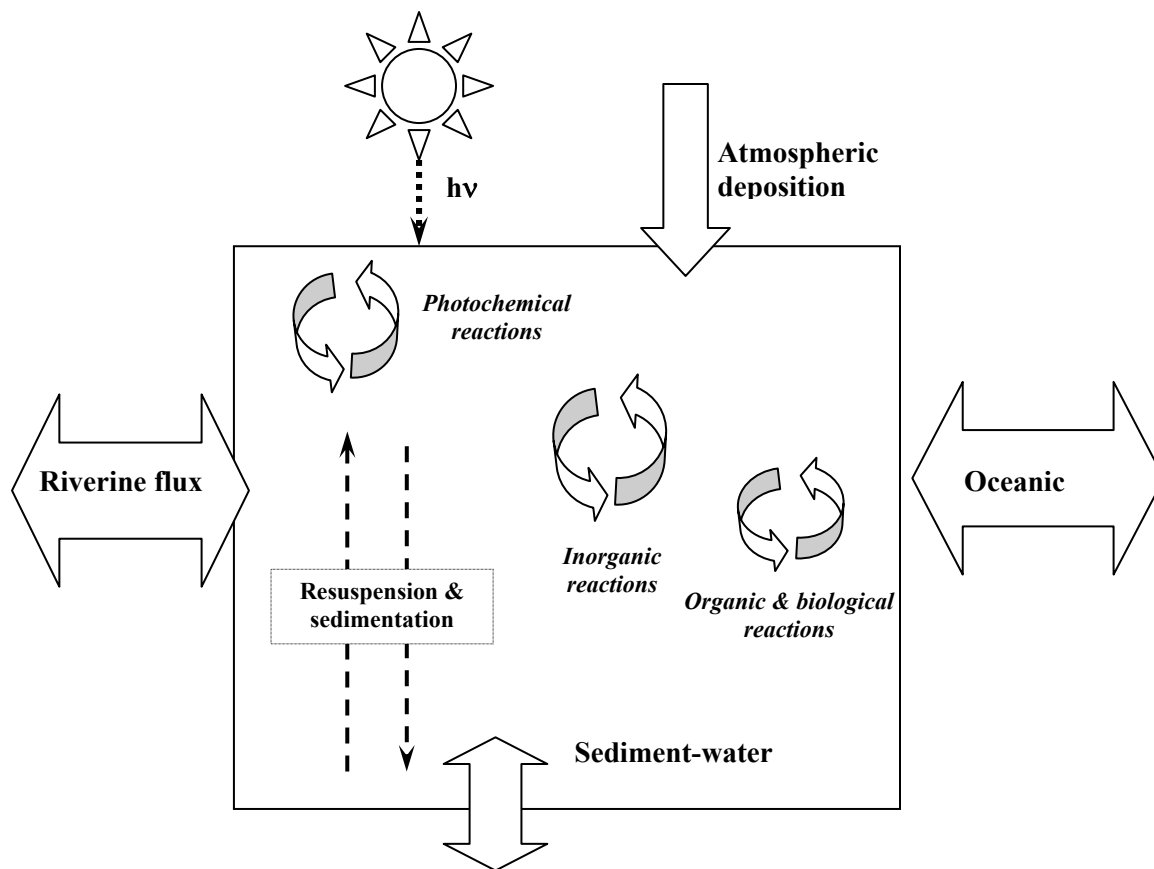 hν
Atmospheric
deposition
Photochemical
reactions
Riverine flux
Oceanic
Inorganic
reactions
Organic & biological
reactions
Resuspension &
sedimentation
Sediment-water